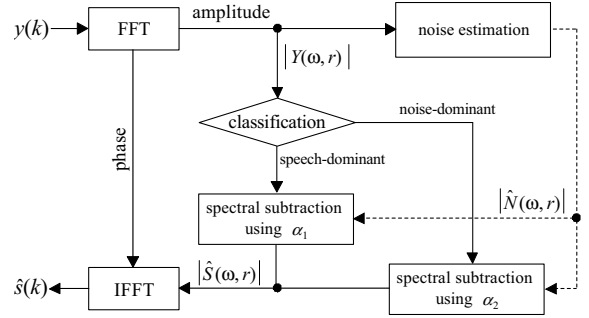 amplitude
y(k)
FFT
noise estimation
|Y(ω, r)|
phase
classification
noise-dominant
speech-dominant
spectral subtraction
using α₁
|N̂(ω, r)|
|Ŝ(ω, r)|
ŝ(k)
IFFT
spectral subtraction
using α₂